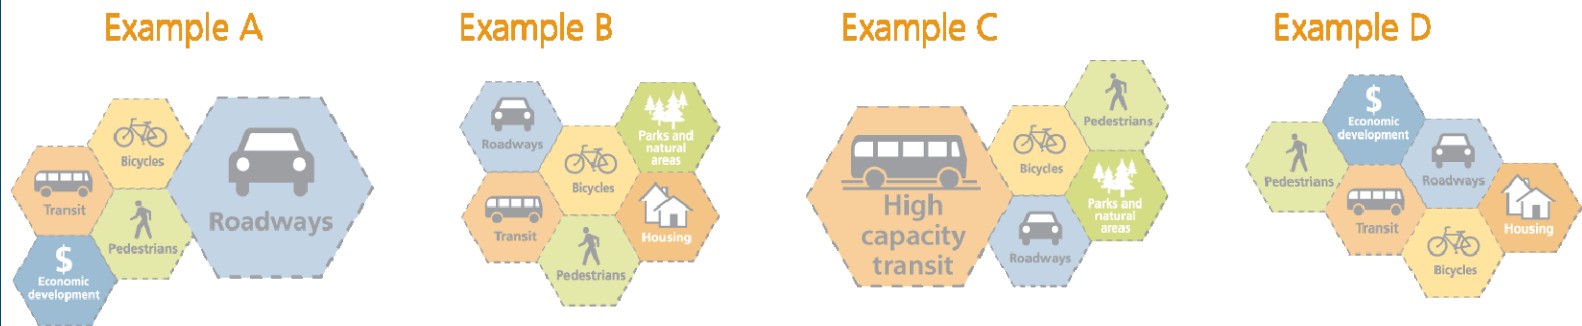 Example A
Bicycles
Transit
Roadways
Pedestrians
$
Economic
development
Example B
Roadways
Parks and
natural
areas
Bicycles
Transit
Housing
Pedestrians
Example C
Pedestrians
Bicycles
High
capacity
transit
Parks and
natural
areas
Roadways
Example D
$
Economic
development
Pedestrians
Roadways
Transit
Housing
Bicycles